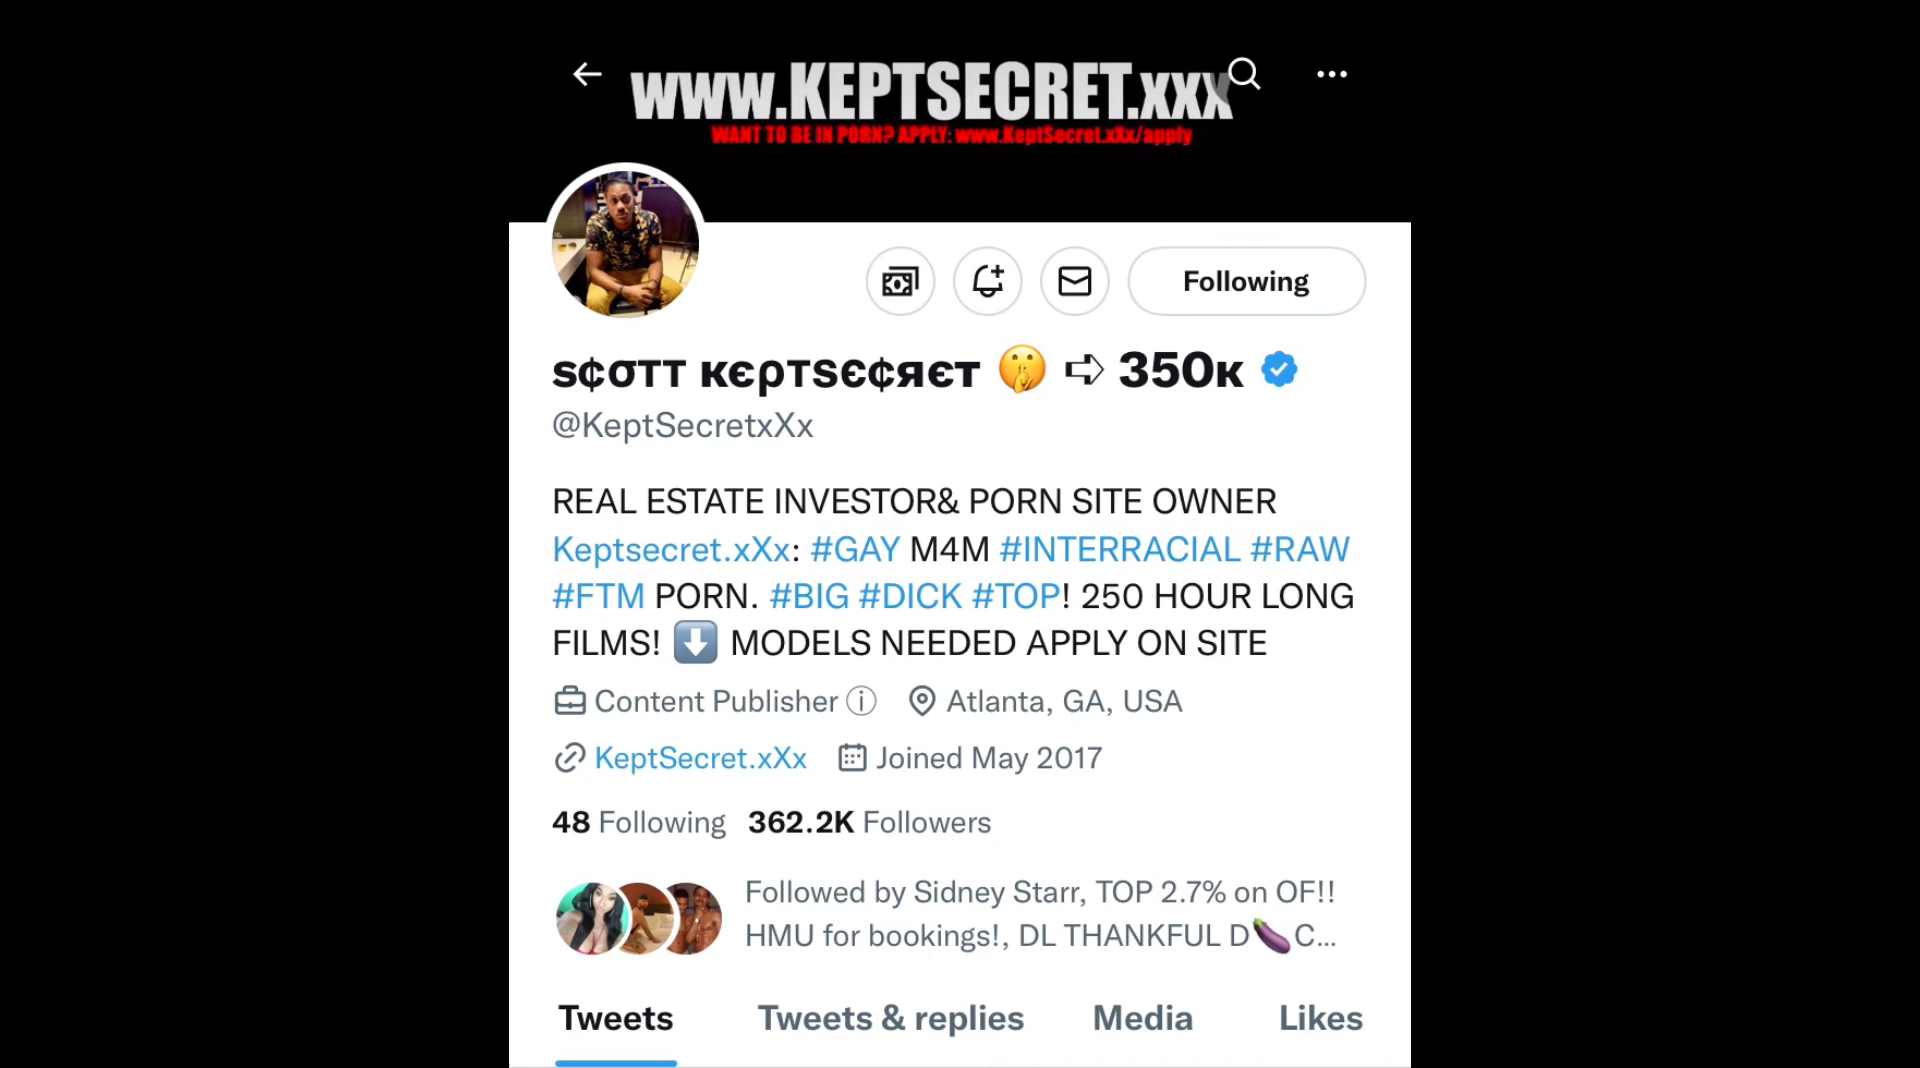 www.KEPTSECRET.xxx
WANT TO BE IN PORN? APPLY: www.KeptSecret.xXx/apply
Following
s¢σтт кєρтsє¢яєт 🤫 ➪ 350к
@KeptSecretxXx
REAL ESTATE INVESTOR& PORN SITE OWNER
Keptsecret.xXx: #GAY M4M #INTERRACIAL #RAW
#FTM PORN. #BIG #DICK #TOP! 250 HOUR LONG
FILMS! ⬇️ MODELS NEEDED APPLY ON SITE
Content Publisher ⓘ Atlanta, GA, USA
KeptSecret.xXx Joined May 2017
48 Following 362.2K Followers
Followed by Sidney Starr, TOP 2.7% on OF!!
HMU for bookings!, DL THANKFUL D🍆C...
Tweets Tweets & replies Media Likes